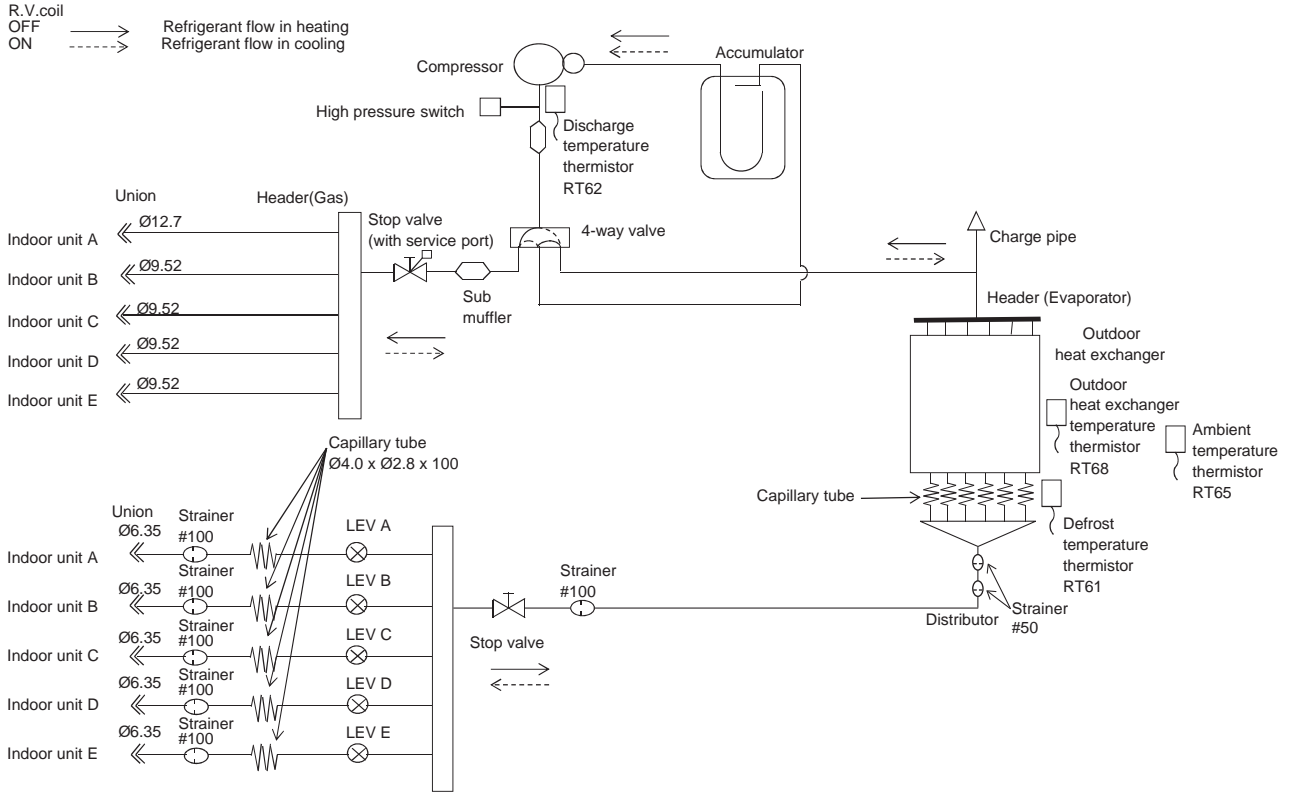 R.V.coil
OFF Refrigerant flow in heating
ON Refrigerant flow in cooling
Compressor
Accumulator
High pressure switch
Discharge
temperature
thermistor
RT62
Union
Header(Gas)
Stop valve
(with service port)
4-way valve
Sub
muffler
Indoor unit A
Ø12.7
Indoor unit B
Ø9.52
Indoor unit C
Ø9.52
Indoor unit D
Ø9.52
Indoor unit E
Ø9.52
Charge pipe
Header (Evaporator)
Outdoor
heat exchanger
Outdoor
heat exchanger
temperature
thermistor
RT68
Ambient
temperature
thermistor
RT65
Capillary tube
Defrost
temperature
thermistor
RT61
Distributor
Strainer
#50
Capillary tube
Ø4.0 x Ø2.8 x 100
Union
Indoor unit A
Ø6.35
Strainer
#100
LEV A
Indoor unit B
Ø6.35
Strainer
#100
LEV B
Indoor unit C
Ø6.35
Strainer
#100
LEV C
Indoor unit D
Ø6.35
Strainer
#100
LEV D
Indoor unit E
Ø6.35
Strainer
#100
LEV E
Stop valve
Strainer
#100